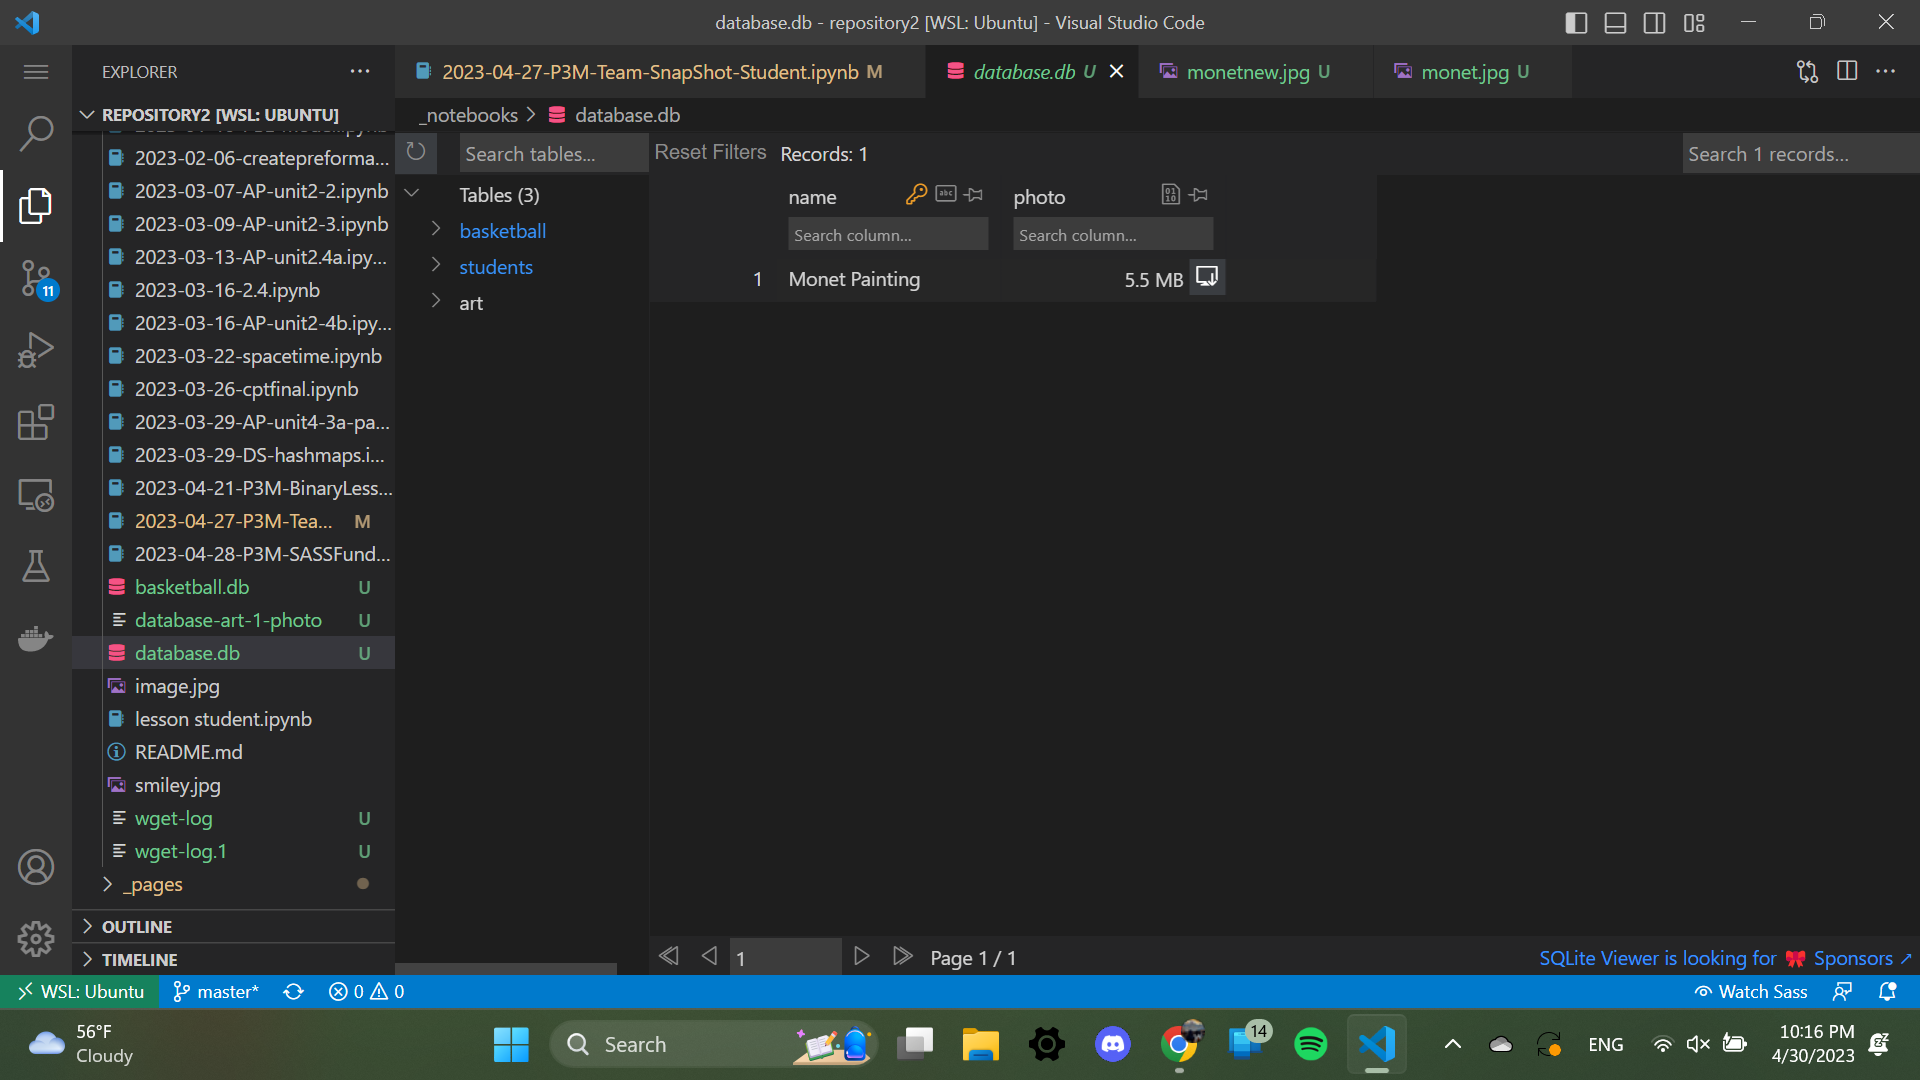 database.db - repository2 [WSL: Ubuntu] - Visual Studio Code
EXPLORER
2023-04-27-P3M-Team-SnapShot-Student.ipynb M
database.db U
monetnew.jpg U
monet.jpg U
REPOSITORY2 [WSL: UBUNTU]
_notebooks > database.db
2023-02-06-createpreforma...
2023-03-07-AP-unit2-2.ipynb
2023-03-09-AP-unit2-3.ipynb
2023-03-13-AP-unit2.4a.ipy...
2023-03-16-2.4.ipynb
2023-03-16-AP-unit2-4b.ipy...
2023-03-22-spacetime.ipynb
2023-03-26-cptfinal.ipynb
2023-03-29-AP-unit4-3a-pa...
2023-03-29-DS-hashmaps.i...
2023-04-21-P3M-BinaryLess...
2023-04-27-P3M-Tea... M
2023-04-28-P3M-SASSFund...
basketball.db U
database-art-1-photo U
database.db U
image.jpg
lesson student.ipynb
README.md
smiley.jpg
wget-log U
wget-log.1 U
_pages
OUTLINE
TIMELINE
11
Search tables...
Tables (3)
basketball
students
art
Reset Filters
Records: 1
Search 1 records...
name
abc
photo
01
10
Search column...
Search column...
1
Monet Painting
5.5 MB
1
Page 1 / 1
SQLite Viewer is looking for Sponsors
WSL: Ubuntu
master*
0
0
Watch Sass
56°F
Cloudy
Search
14
ENG
10:16 PM
4/30/2023